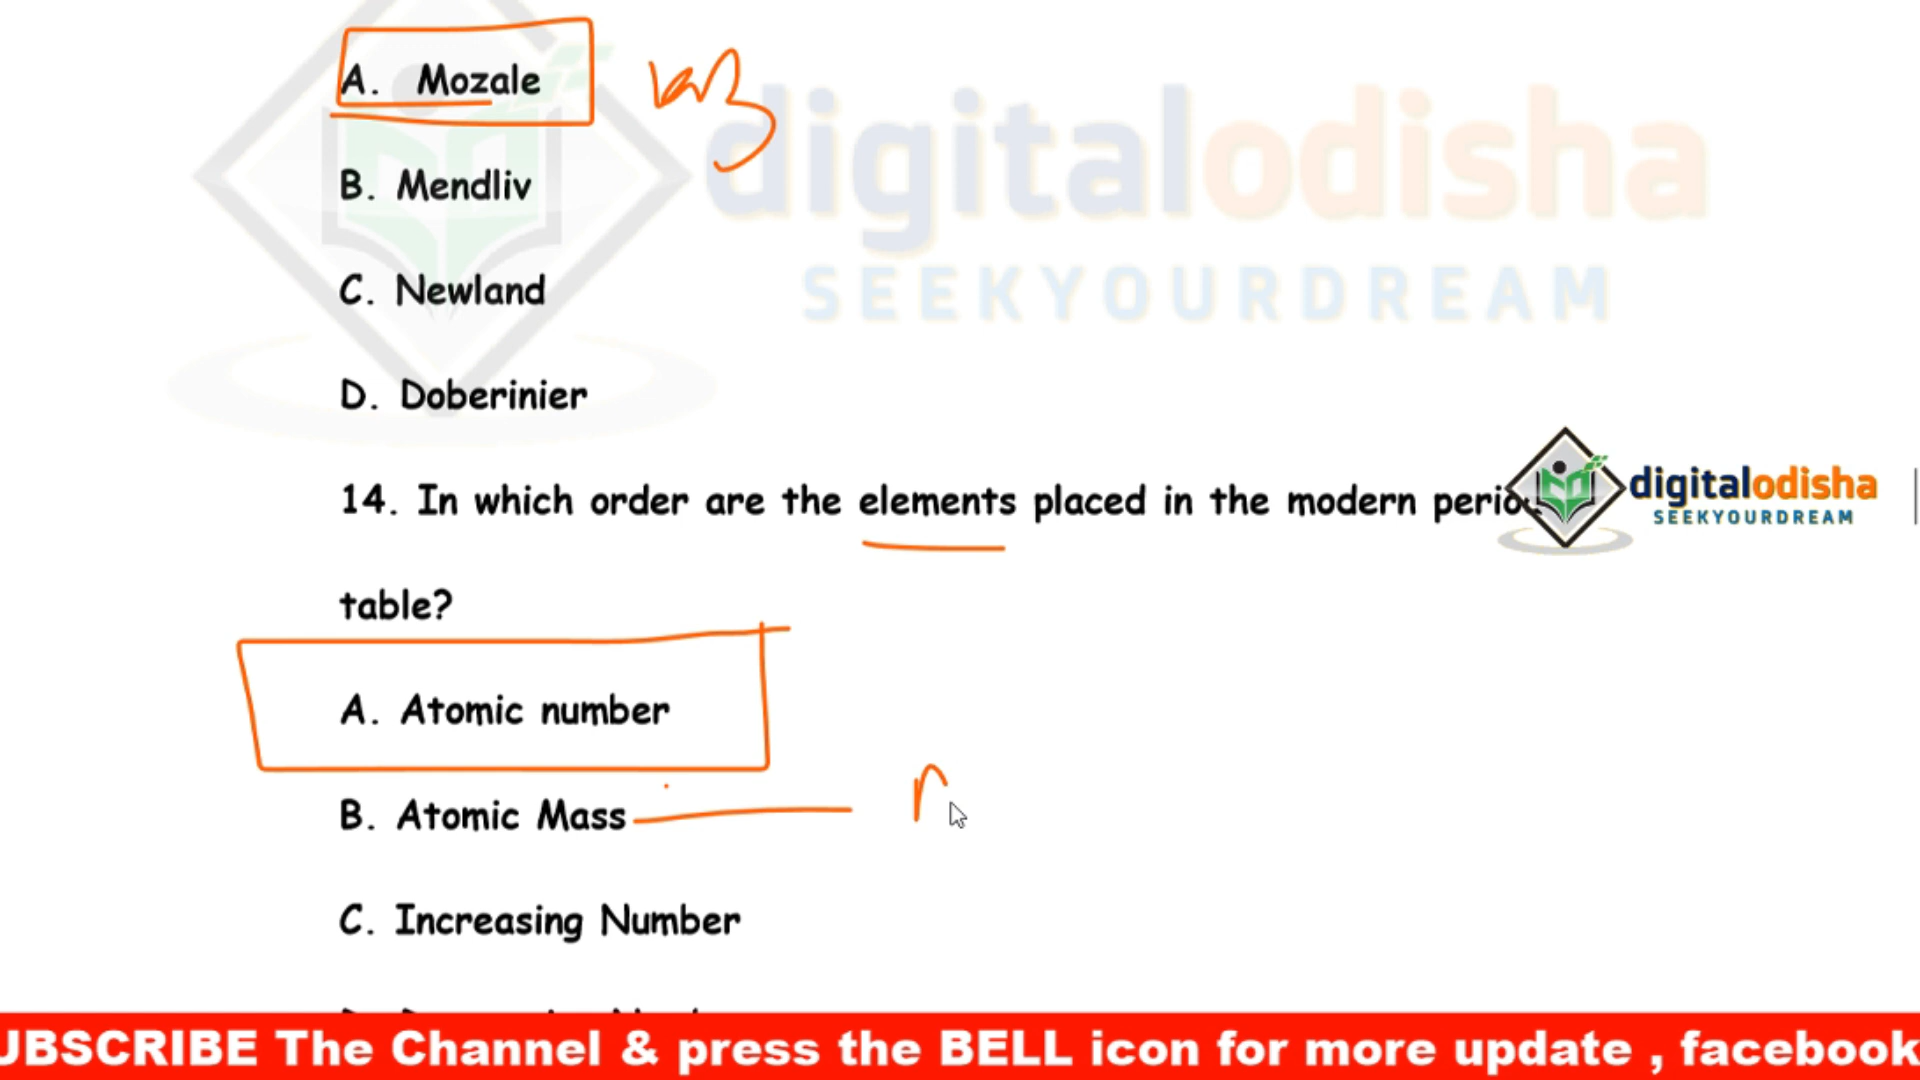 A. Mozale
B. Mendliv
digitalodisha
SEEKYOURDREAM
C. Newland
D. Doberinier
14. In which order are the elements placed in the modern
digitalodisha
SEEKYOURDREAM
table?
A. Atomic number
B. Atomic Mass
C. Increasing Number
UBSCRIBE The Channel & press the BELL icon for more update , facebook